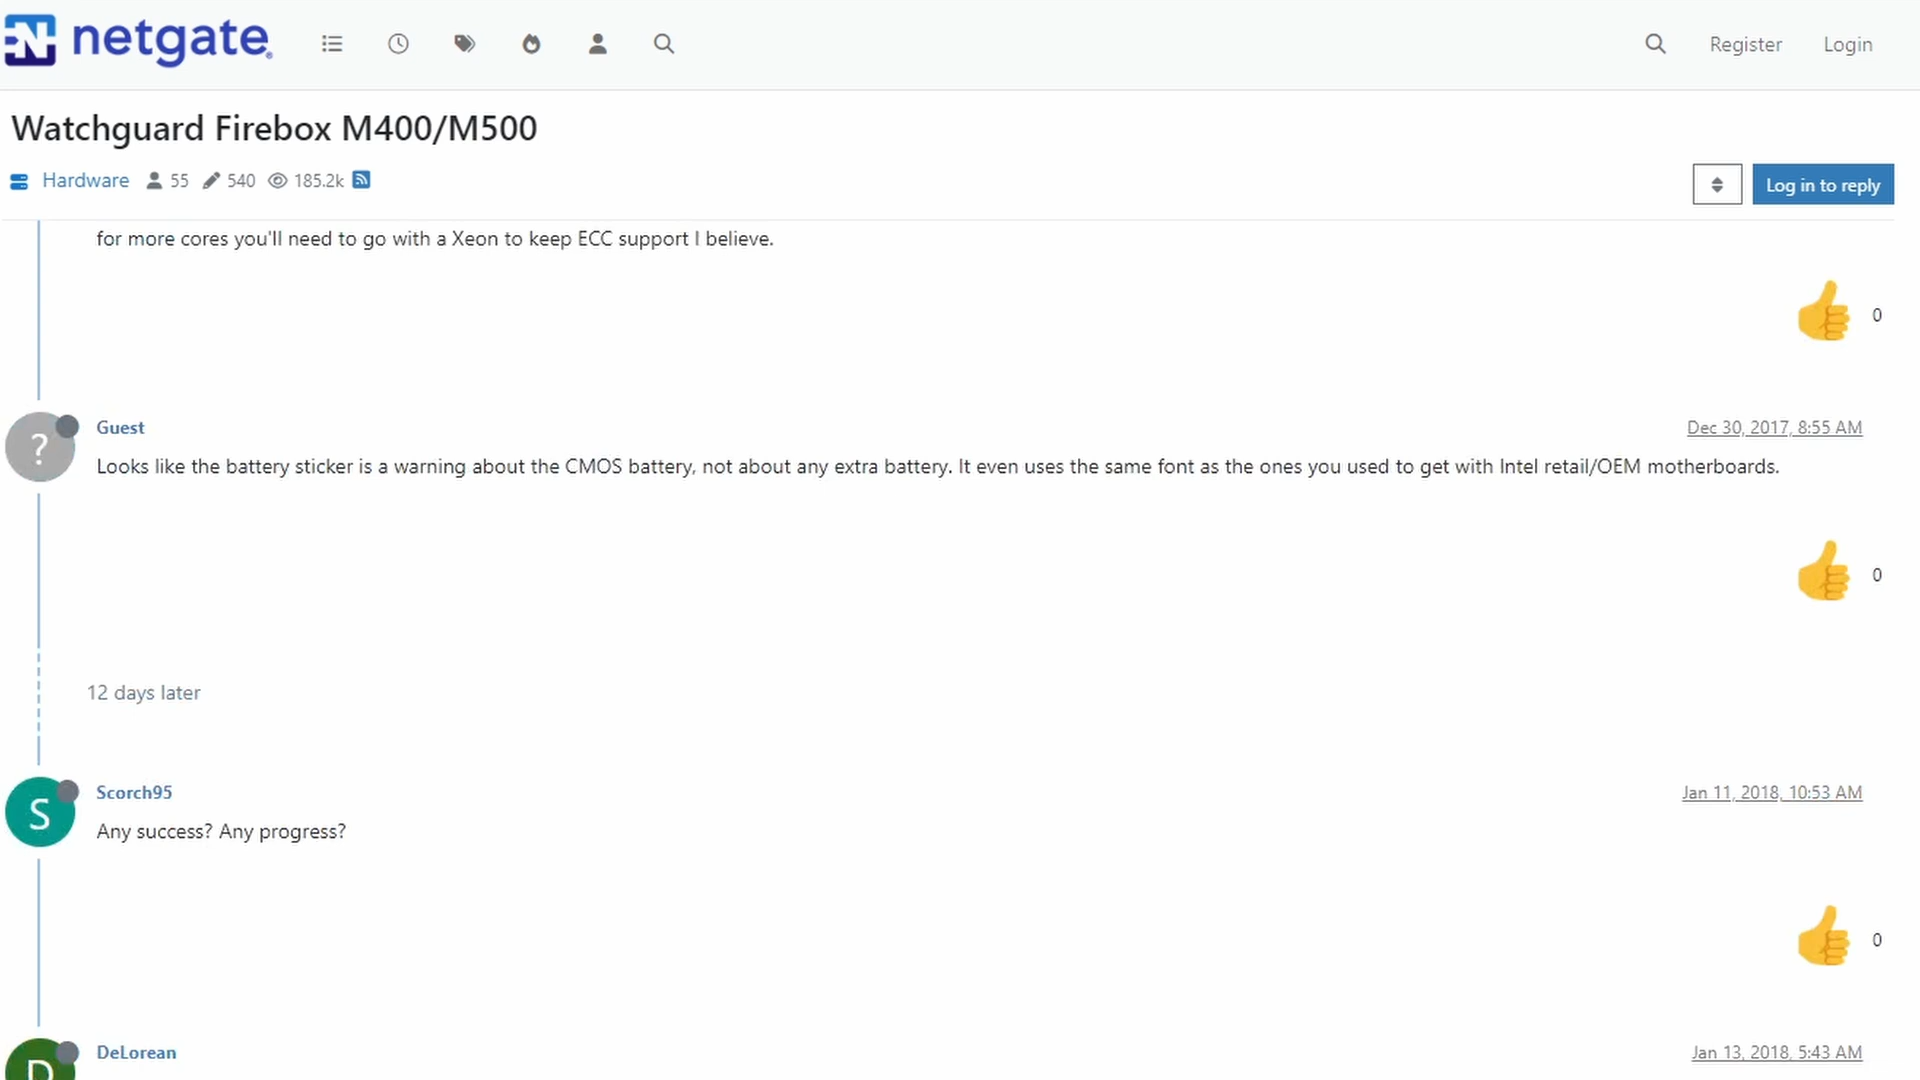 netgate
Register
Login
Watchguard Firebox M400/M500
Hardware
55
540
185.2k
Log in to reply
for more cores you'll need to go with a Xeon to keep ECC support I believe.
0
?
Guest
Dec 30, 2017, 8:55 AM
Looks like the battery sticker is a warning about the CMOS battery, not about any extra battery. It even uses the same font as the ones you used to get with Intel retail/OEM motherboards.
0
12 days later
S
Scorch95
Jan 11, 2018, 10:53 AM
Any success? Any progress?
0
D
DeLorean
Jan 13, 2018, 5:43 AM